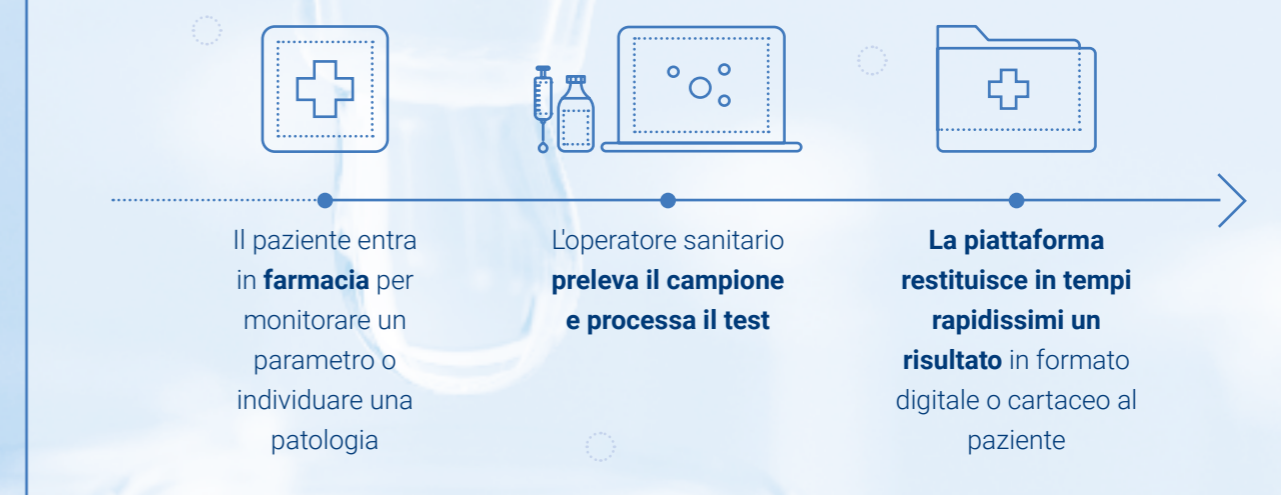 Il paziente entra
in farmacia per
monitorare un
parametro o
individuare una
patologia
L'operatore sanitario
preleva il campione
e processa il test
La piattaforma
restituisce in tempi
rapidissimi un
risultato in formato
digitale o cartaceo al
paziente